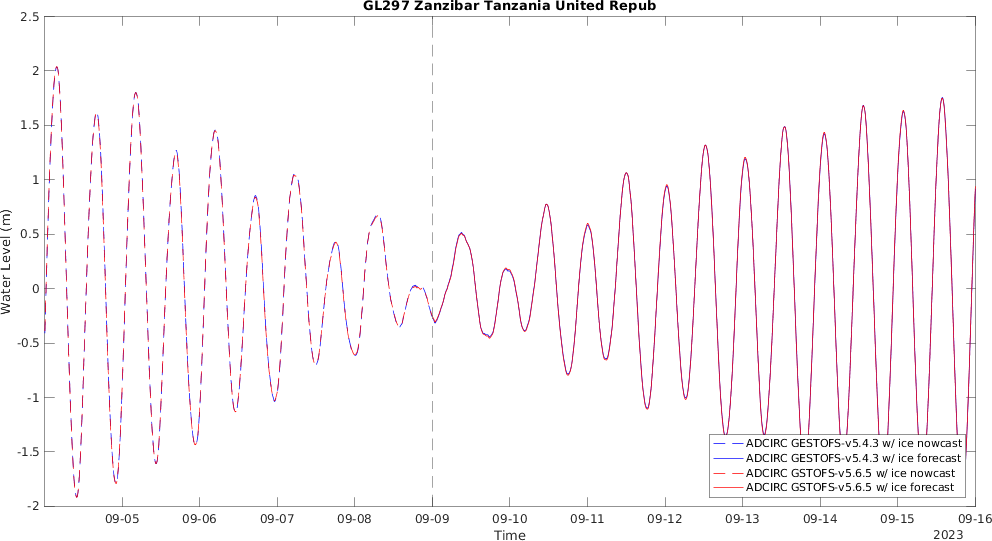 GL297 Zanzibar Tanzania United Repub
2.5
2
1.5
1
0.5
0
-0.5
-1
-1.5
-2
Water Level (m)
ADCIRC GESTOFS-v5.4.3 w/ ice nowcast
ADCIRC GESTOFS-v5.4.3 w/ ice forecast
ADCIRC GSTOFS-v5.6.5 w/ ice nowcast
ADCIRC GSTOFS-v5.6.5 w/ ice forecast
09-05 09-06 09-07 09-08 09-09 09-10 09-11 09-12 09-13 09-14 09-15 09-16
Time
2023